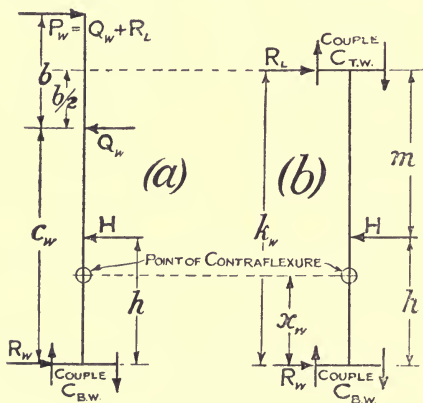 P_W = Q_W + R_L
b
b/2
Q_W
(a)
c_w
H
h
POINT OF CONTRAFLEXURE
R_W
COUPLE
C_B.W.
R_L
COUPLE
C_T.W.
(b)
k_w
m
H
h
x_w
R_W
COUPLE
C_B.W.